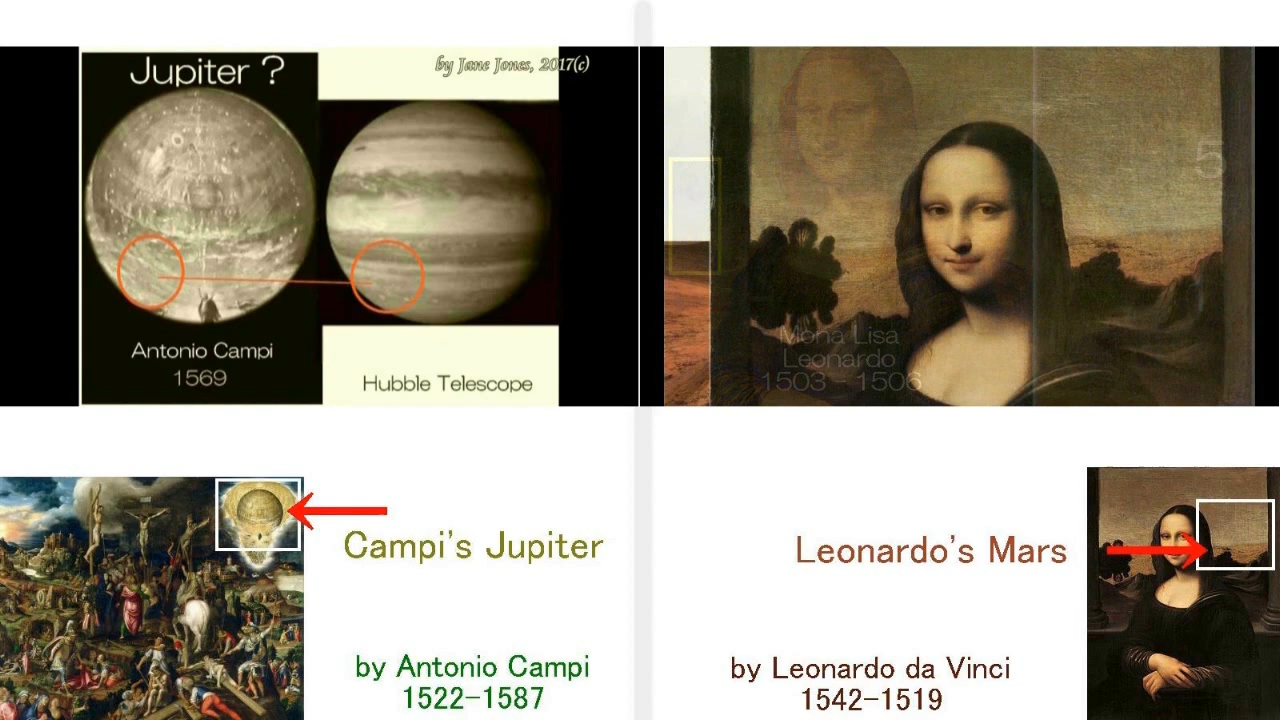 Jupiter ?
by Jane Jones, 2017(c)
Antonio Campi
1569
Hubble Telescope
5
Mona Lisa
Leonardo
1503 - 1506
Campi's Jupiter
by Antonio Campi
1522-1587
Leonardo's Mars
by Leonardo da Vinci
1542-1519